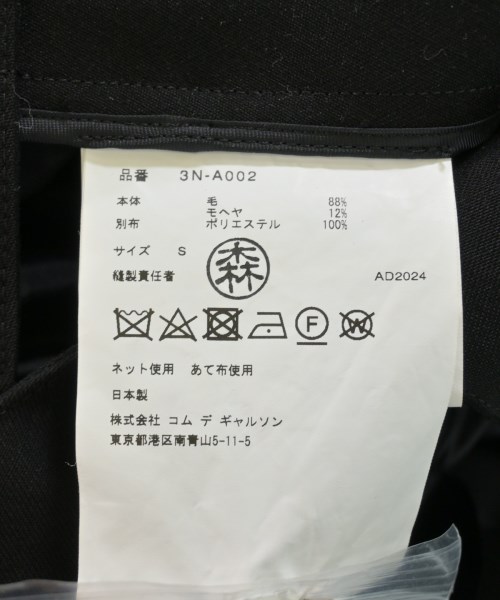 品番 3N-A002
本体 毛 88%
モヘヤ 12%
別布 ポリエステル 100%
サイズ S
森
縫製責任者 AD2024
F W
ネット使用 あて布使用
日本製
株式会社 コム デ ギャルソン
東京都港区南青山5-11-5